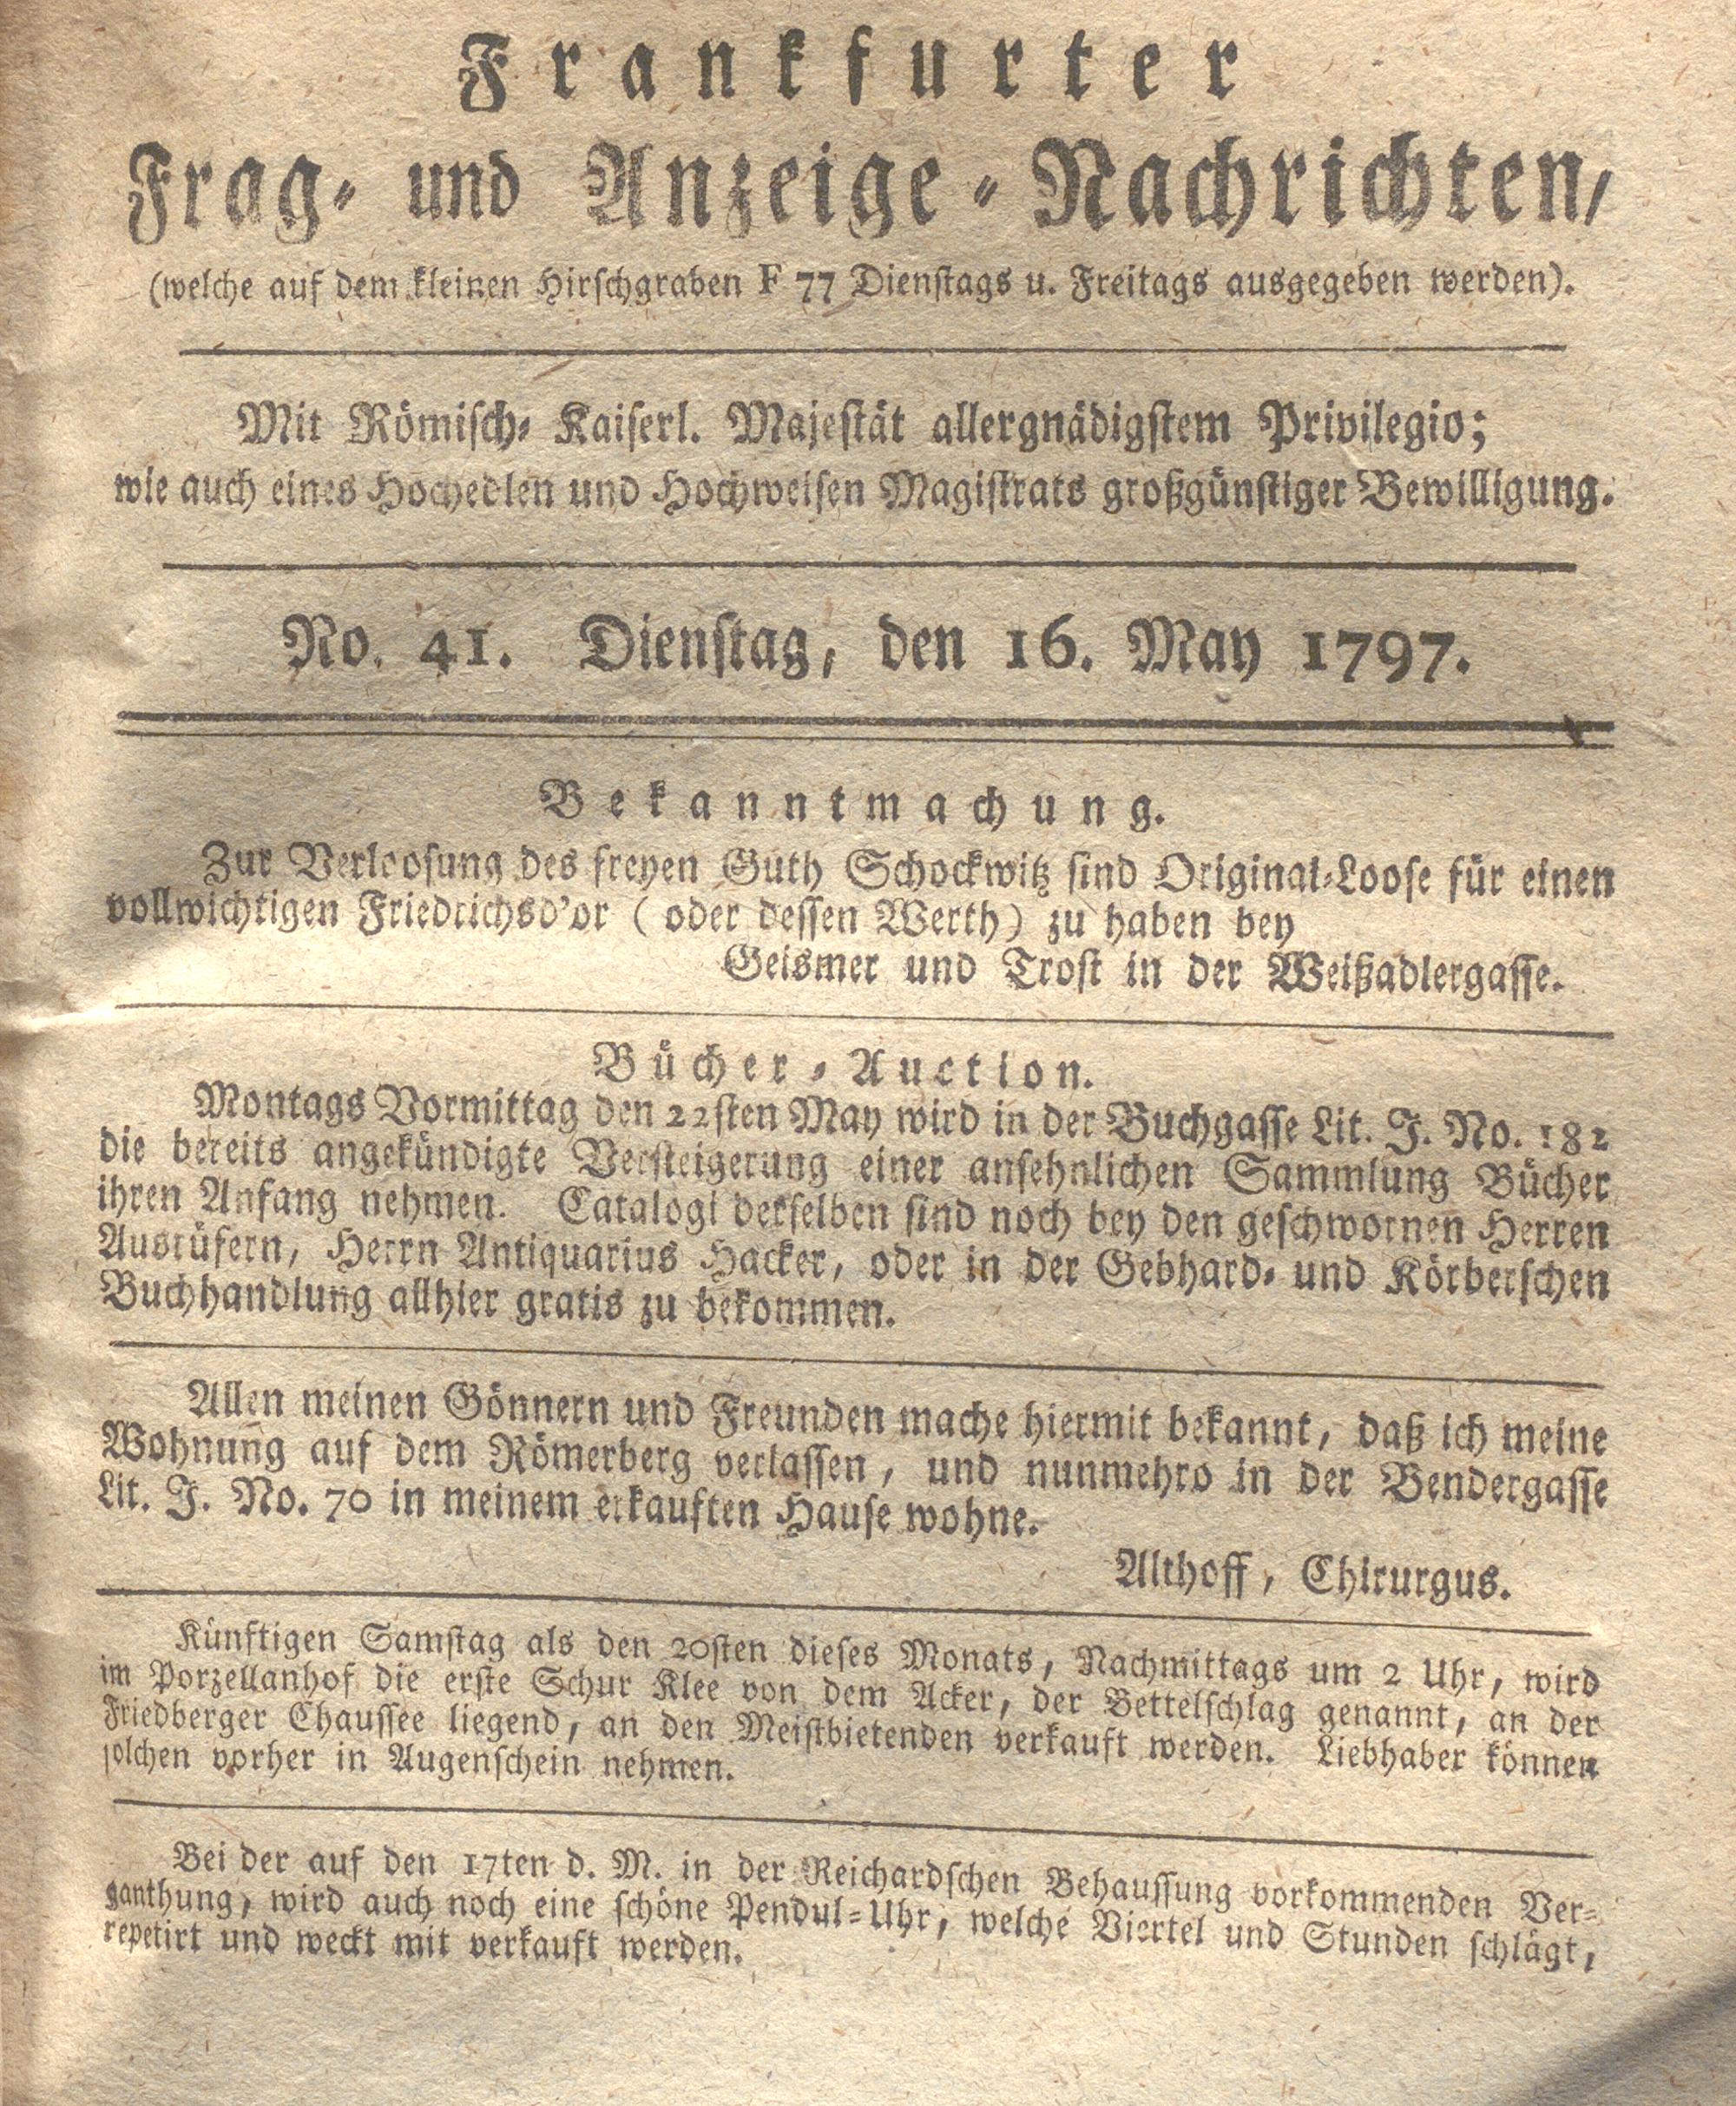 Frankfurter
Frag- und Anzeige-Nachrichten,
(welche auf dem kleinen Hirschgraben F 77 Dienstags u. Freitags ausgegeben werden).
Mit Römisch- Kaiserl. Majestät allergnädigstem Privilegio;
wie auch eines Hochedlen und Hochweisen Magistrats großgünstiger Bewilligung.
No. 41. Dienstag, den 16. May 1797.
Bekanntmachung.
Zur Verloosung des freyen Guth Schockwitz sind Original-Loose für einen
vollwichtigen Friedrichsd'or (oder dessen Werth) zu haben bey
Geismer und Trost in der Weißadlergasse.
Bücher-Auction.
Montags Vormittag den 22sten May wird in der Buchgasse Lit. J. No. 182
die bereits angekündigte Versteigerung einer ansehnlichen Sammlung Bücher
ihren Anfang nehmen. Catalogi derselben sind noch bey den geschwornen Herren
Ausrüfern, Herrn Antiquarius Hacker, oder in der Gebhard- und Körberschen
Buchhandlung allhier gratis zu bekommen.
Allen meinen Gönnern und Freunden mache hiermit bekannt, daß ich meine
Wohnung auf dem Römerberg verlassen, und nunmehro in der Bendergasse
Lit. J. No. 70 in meinem erkauften Hause wohne.
Althoff, Chirurgus.
Künftigen Samstag als den 20sten dieses Monats, Nachmittags um 2 Uhr, wird
im Porzellanhof die erste Schur Klee von dem Acker, der Bettelschlag genannt, an der
Friedberger Chaussee liegend, an den Meistbietenden verkauft werden. Liebhaber können
solchen vorher in Augenschein nehmen.
Bei der auf den 17ten d. M. in der Reichardschen Behaussung vorkommenden Ver-
ganthung, wird auch noch eine schöne Pendul-Uhr, welche Viertel und Stunden schlägt,
repetirt und weckt mit verkauft werden.